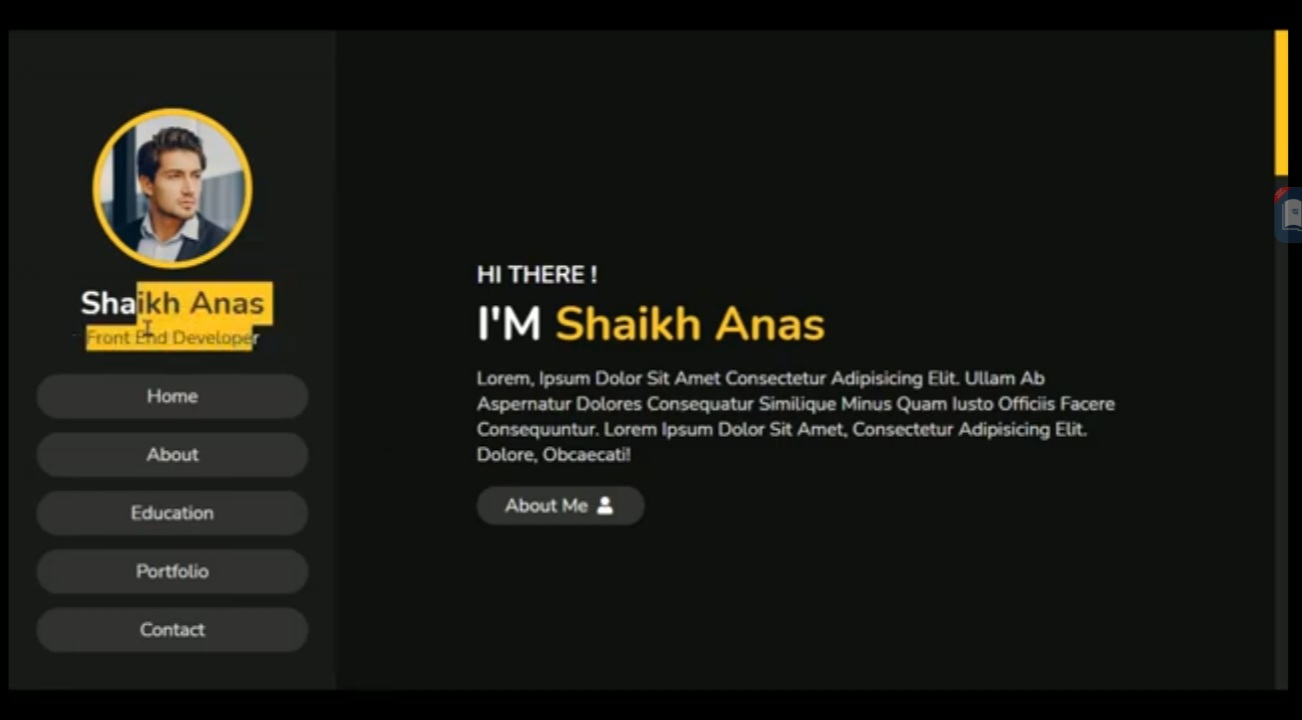 Shaikh Anas
Front End Developer
Home
About
Education
Portfolio
Contact
HI THERE !
I'M Shaikh Anas
Lorem, Ipsum Dolor Sit Amet Consectetur Adipisicing Elit. Ullam Ab
Aspernatur Dolores Consequatur Similique Minus Quam Iusto Officiis Facere
Consequuntur. Lorem Ipsum Dolor Sit Amet, Consectetur Adipisicing Elit.
Dolore, Obcaecati!
About Me